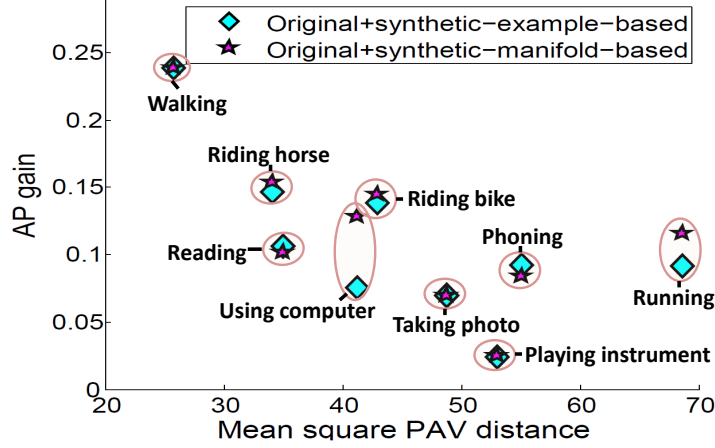 Original+synthetic−example−based
Original+synthetic−manifold−based
0.25
Walking
0.2
Riding horse
0.15
Riding bike
AP gain
Phoning
Reading
0.1
Using computer
Running
0.05
Taking photo
Playing instrument
0
20 30 40 50 60 70
Mean square PAV distance